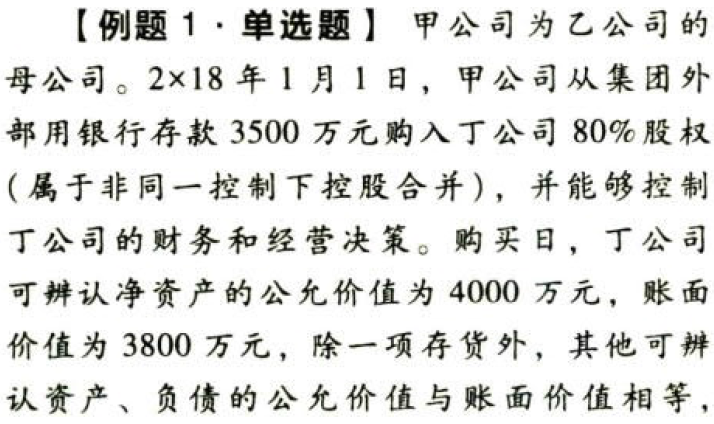 【例题 1·单选题】 甲公司为乙公司的
母公司。2×18 年 1 月 1 日，甲公司从集团外
部用银行存款 3500 万元购入丁公司 80%股权
(属于非同一控制下控股合并)，并能够控制
丁公司的财务和经营决策。购买日，丁公司
可辨认净资产的公允价值为 4000 万元，账面
价值为 3800 万元，除一项存货外，其他可辨
认资产、负债的公允价值与账面价值相等，